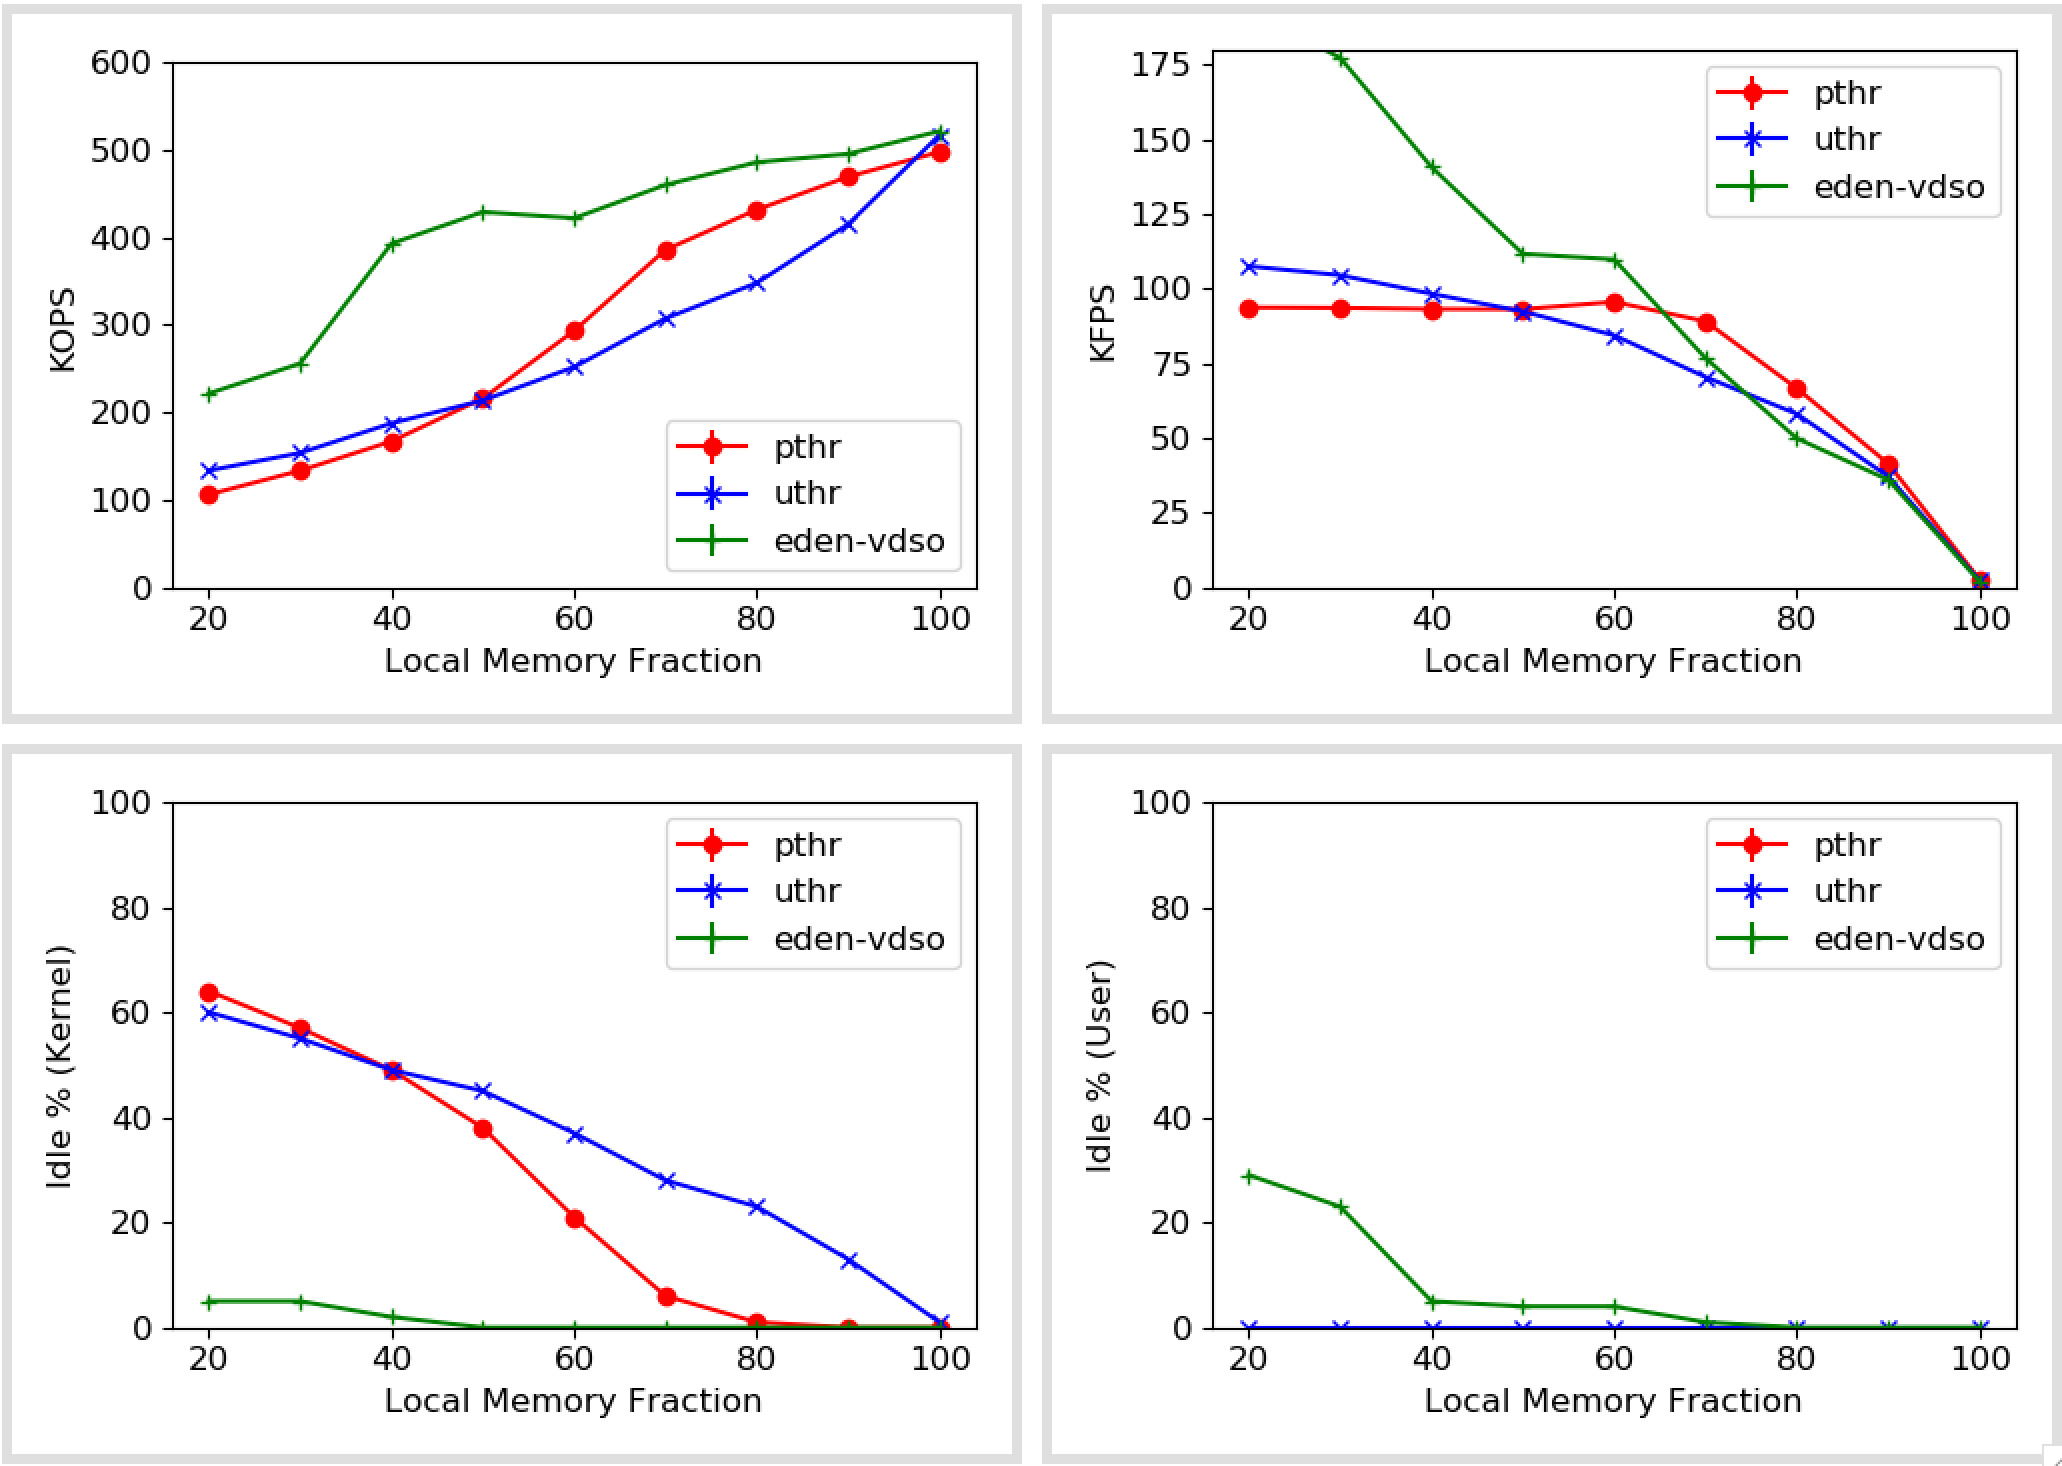 600
500
400
300
200
100
0
KOPS
pthr
uthr
eden-vdso
20 40 60 80 100
Local Memory Fraction
175
150
125
100
75
50
25
0
KFPS
pthr
uthr
eden-vdso
20 40 60 80 100
Local Memory Fraction
100
80
60
40
20
0
Idle % (Kernel)
pthr
uthr
eden-vdso
20 40 60 80 100
Local Memory Fraction
100
80
60
40
20
0
Idle % (User)
pthr
uthr
eden-vdso
20 40 60 80 100
Local Memory Fraction